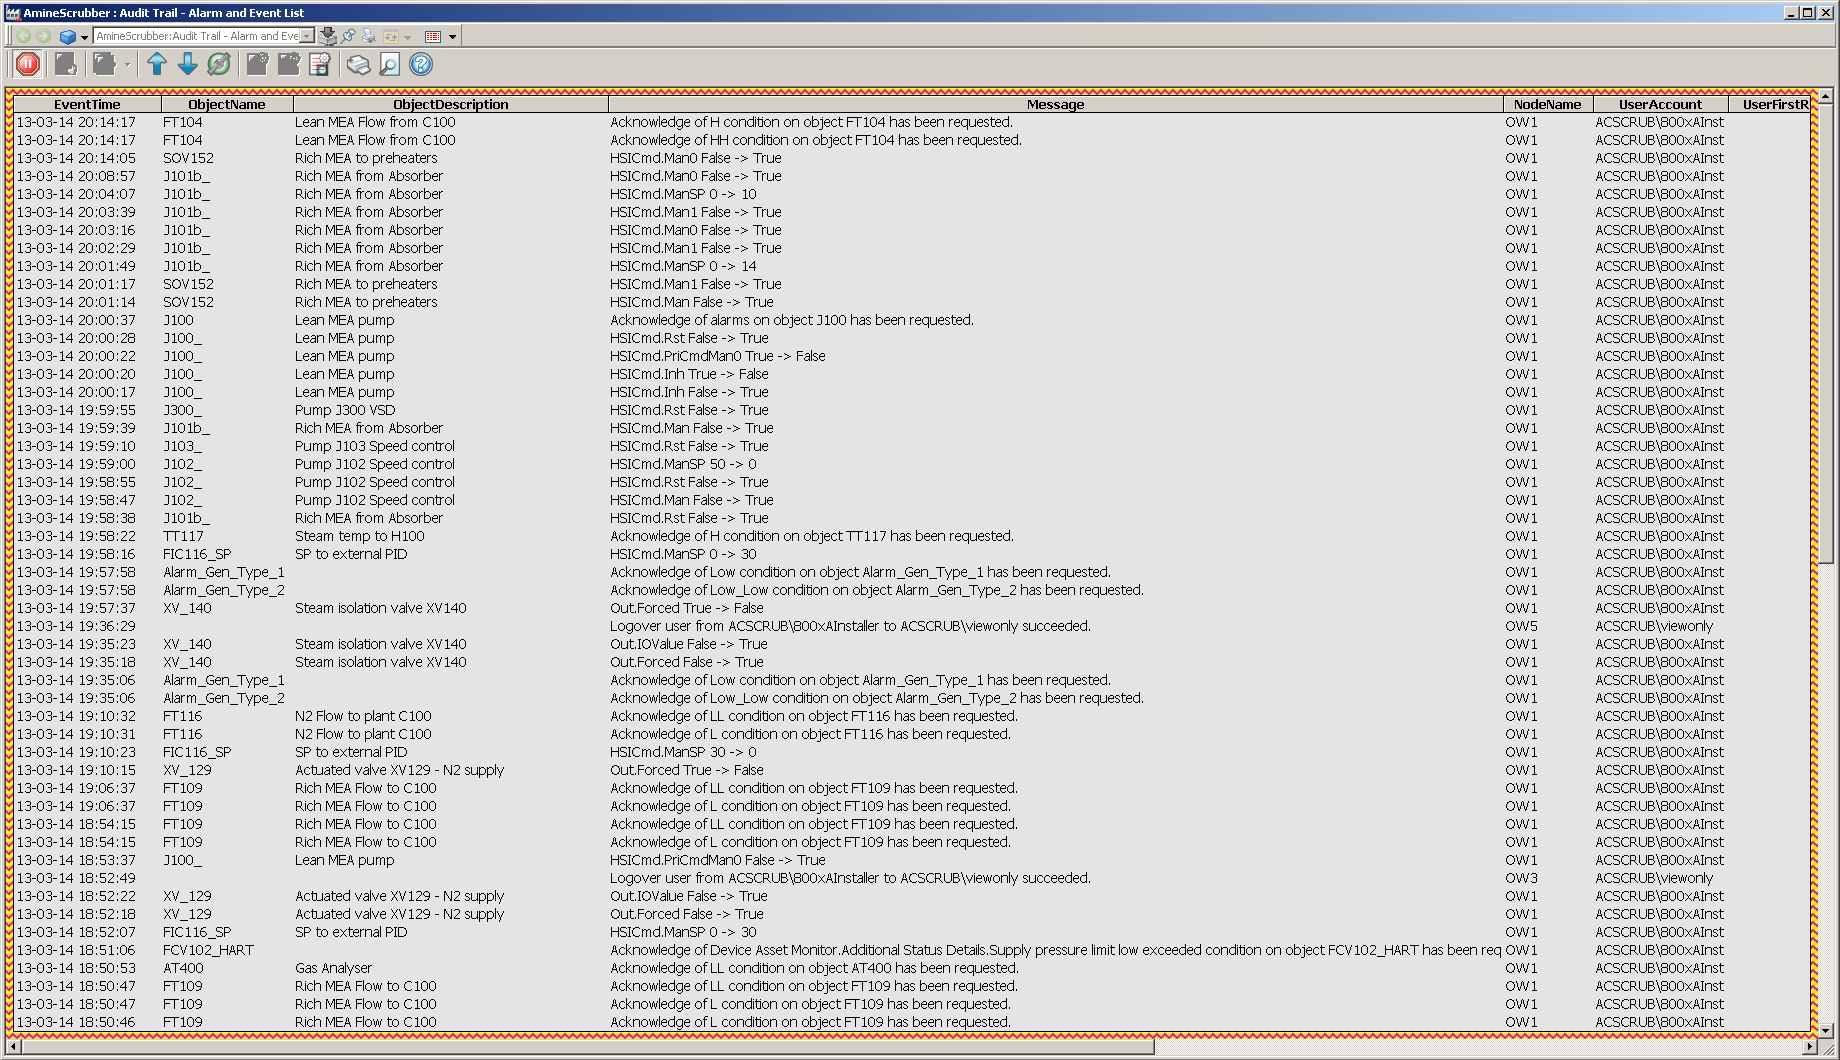 AmineScrubber : Audit Trail - Alarm and Event List
AmineScrubber:Audit Trail - Alarm and Eve
EventTime ObjectName ObjectDescription Message NodeName UserAccount UserFirstR
13-03-14 20:14:17 FT104 Lean MEA Flow from C100 Acknowledge of H condition on object FT104 has been requested. OW1 ACSCRUB\800xAInst
13-03-14 20:14:17 FT104 Lean MEA Flow from C100 Acknowledge of HH condition on object FT104 has been requested. OW1 ACSCRUB\800xAInst
13-03-14 20:14:05 SOV152 Rich MEA to preheaters HSICmd.Man0 False -> True OW1 ACSCRUB\800xAInst
13-03-14 20:08:57 J101b_ Rich MEA from Absorber HSICmd.Man0 False -> True OW1 ACSCRUB\800xAInst
13-03-14 20:04:07 J101b_ Rich MEA from Absorber HSICmd.ManSP 0 -> 10 OW1 ACSCRUB\800xAInst
13-03-14 20:03:39 J101b_ Rich MEA from Absorber HSICmd.Man1 False -> True OW1 ACSCRUB\800xAInst
13-03-14 20:03:16 J101b_ Rich MEA from Absorber HSICmd.Man0 False -> True OW1 ACSCRUB\800xAInst
13-03-14 20:02:29 J101b_ Rich MEA from Absorber HSICmd.Man1 False -> True OW1 ACSCRUB\800xAInst
13-03-14 20:01:49 J101b_ Rich MEA from Absorber HSICmd.ManSP 0 -> 14 OW1 ACSCRUB\800xAInst
13-03-14 20:01:17 SOV152 Rich MEA to preheaters HSICmd.Man1 False -> True OW1 ACSCRUB\800xAInst
13-03-14 20:01:14 SOV152 Rich MEA to preheaters HSICmd.Man False -> True OW1 ACSCRUB\800xAInst
13-03-14 20:00:37 J100 Lean MEA pump Acknowledge of alarms on object J100 has been requested. OW1 ACSCRUB\800xAInst
13-03-14 20:00:28 J100_ Lean MEA pump HSICmd.Rst False -> True OW1 ACSCRUB\800xAInst
13-03-14 20:00:22 J100_ Lean MEA pump HSICmd.PriCmdMan0 True -> False OW1 ACSCRUB\800xAInst
13-03-14 20:00:20 J100_ Lean MEA pump HSICmd.Inh True -> False OW1 ACSCRUB\800xAInst
13-03-14 20:00:17 J100_ Lean MEA pump HSICmd.Inh False -> True OW1 ACSCRUB\800xAInst
13-03-14 19:59:55 J300_ Pump J300 VSD HSICmd.Rst False -> True OW1 ACSCRUB\800xAInst
13-03-14 19:59:39 J101b_ Rich MEA from Absorber HSICmd.Man False -> True OW1 ACSCRUB\800xAInst
13-03-14 19:59:10 J103_ Pump J103 Speed control HSICmd.Rst False -> True OW1 ACSCRUB\800xAInst
13-03-14 19:59:00 J102_ Pump J102 Speed control HSICmd.ManSP 50 -> 0 OW1 ACSCRUB\800xAInst
13-03-14 19:58:55 J102_ Pump J102 Speed control HSICmd.Rst False -> True OW1 ACSCRUB\800xAInst
13-03-14 19:58:47 J102_ Pump J102 Speed control HSICmd.Man False -> True OW1 ACSCRUB\800xAInst
13-03-14 19:58:38 J101b_ Rich MEA from Absorber HSICmd.Rst False -> True OW1 ACSCRUB\800xAInst
13-03-14 19:58:22 TT117 Steam temp to H100 Acknowledge of H condition on object TT117 has been requested. OW1 ACSCRUB\800xAInst
13-03-14 19:58:16 FIC116_SP SP to external PID HSICmd.ManSP 0 -> 30 OW1 ACSCRUB\800xAInst
13-03-14 19:57:58 Alarm_Gen_Type_1 Acknowledge of Low condition on object Alarm_Gen_Type_1 has been requested. OW1 ACSCRUB\800xAInst
13-03-14 19:57:58 Alarm_Gen_Type_2 Acknowledge of Low_Low condition on object Alarm_Gen_Type_2 has been requested. OW1 ACSCRUB\800xAInst
13-03-14 19:57:37 XV_140 Steam isolation valve XV140 Out.Forced True -> False OW1 ACSCRUB\800xAInst
13-03-14 19:36:29 Logover user from ACSCRUB\800xAInstaller to ACSCRUB\viewonly succeeded. OW5 ACSCRUB\viewonly
13-03-14 19:35:23 XV_140 Steam isolation valve XV140 Out.IOValue False -> True OW1 ACSCRUB\800xAInst
13-03-14 19:35:18 XV_140 Steam isolation valve XV140 Out.Forced False -> True OW1 ACSCRUB\800xAInst
13-03-14 19:35:06 Alarm_Gen_Type_1 Acknowledge of Low condition on object Alarm_Gen_Type_1 has been requested. OW1 ACSCRUB\800xAInst
13-03-14 19:35:06 Alarm_Gen_Type_2 Acknowledge of Low_Low condition on object Alarm_Gen_Type_2 has been requested. OW1 ACSCRUB\800xAInst
13-03-14 19:10:32 FT116 N2 Flow to plant C100 Acknowledge of LL condition on object FT116 has been requested. OW1 ACSCRUB\800xAInst
13-03-14 19:10:31 FT116 N2 Flow to plant C100 Acknowledge of L condition on object FT116 has been requested. OW1 ACSCRUB\800xAInst
13-03-14 19:10:23 FIC116_SP SP to external PID HSICmd.ManSP 30 -> 0 OW1 ACSCRUB\800xAInst
13-03-14 19:10:15 XV_129 Actuated valve XV129 - N2 supply Out.Forced True -> False OW1 ACSCRUB\800xAInst
13-03-14 19:06:37 FT109 Rich MEA Flow to C100 Acknowledge of LL condition on object FT109 has been requested. OW1 ACSCRUB\800xAInst
13-03-14 19:06:37 FT109 Rich MEA Flow to C100 Acknowledge of L condition on object FT109 has been requested. OW1 ACSCRUB\800xAInst
13-03-14 18:54:15 FT109 Rich MEA Flow to C100 Acknowledge of LL condition on object FT109 has been requested. OW1 ACSCRUB\800xAInst
13-03-14 18:54:15 FT109 Rich MEA Flow to C100 Acknowledge of L condition on object FT109 has been requested. OW1 ACSCRUB\800xAInst
13-03-14 18:53:37 J100_ Lean MEA pump HSICmd.PriCmdMan0 False -> True OW1 ACSCRUB\800xAInst
13-03-14 18:52:49 Logover user from ACSCRUB\800xAInstaller to ACSCRUB\viewonly succeeded. OW3 ACSCRUB\viewonly
13-03-14 18:52:22 XV_129 Actuated valve XV129 - N2 supply Out.IOValue False -> True OW1 ACSCRUB\800xAInst
13-03-14 18:52:18 XV_129 Actuated valve XV129 - N2 supply Out.Forced False -> True OW1 ACSCRUB\800xAInst
13-03-14 18:52:07 FIC116_SP SP to external PID HSICmd.ManSP 0 -> 30 OW1 ACSCRUB\800xAInst
13-03-14 18:51:06 FCV102_HART Acknowledge of Device Asset Monitor.Additional Status Details.Supply pressure limit low exceeded condition on object FCV102_HART has been req OW1 ACSCRUB\800xAInst
13-03-14 18:50:53 AT400 Gas Analyser Acknowledge of LL condition on object AT400 has been requested. OW1 ACSCRUB\800xAInst
13-03-14 18:50:47 FT109 Rich MEA Flow to C100 Acknowledge of LL condition on object FT109 has been requested. OW1 ACSCRUB\800xAInst
13-03-14 18:50:47 FT109 Rich MEA Flow to C100 Acknowledge of L condition on object FT109 has been requested. OW1 ACSCRUB\800xAInst
13-03-14 18:50:46 FT109 Rich MEA Flow to C100 Acknowledge of L condition on object FT109 has been requested. OW1 ACSCRUB\800xAInst